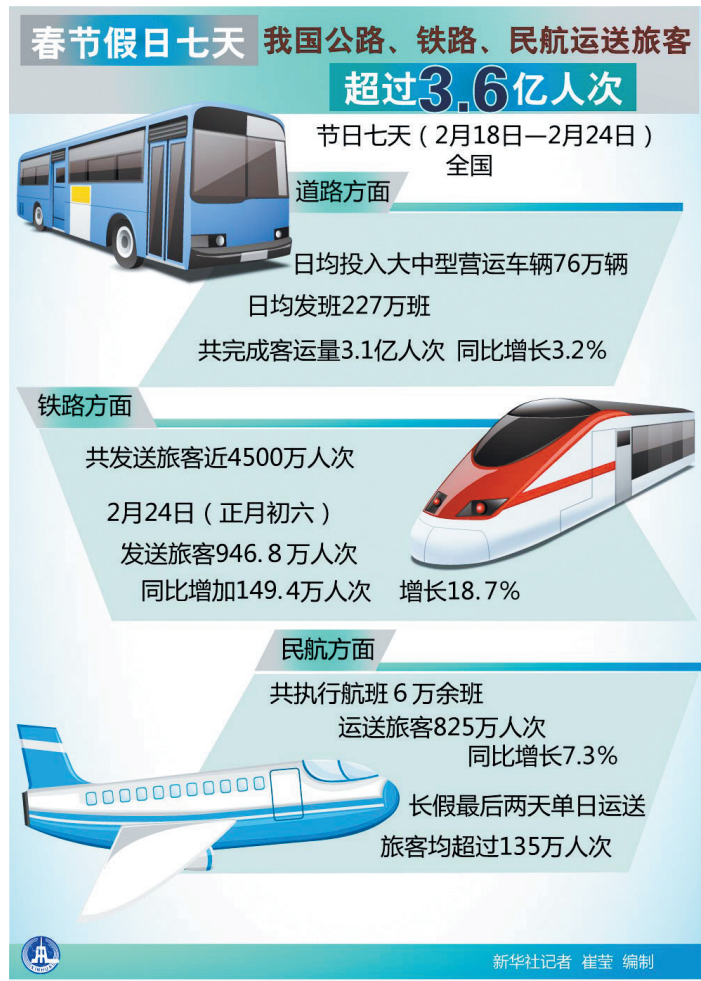 春节假日七天 我国公路、铁路、民航运送旅客
超过3.6亿人次
节日七天（2月18日—2月24日）
全国
道路方面
日均投入大中型营运车辆76万辆
日均发班227万班
共完成客运量3.1亿人次 同比增长3.2%
铁路方面
共发送旅客近4500万人次
2月24日（正月初六）
发送旅客946.8万人次
同比增加149.4万人次 增长18.7%
民航方面
共执行航班6万余班
运送旅客825万人次
同比增长7.3%
长假最后两天单日运送
旅客均超过135万人次
新华社记者 崔莹 编制